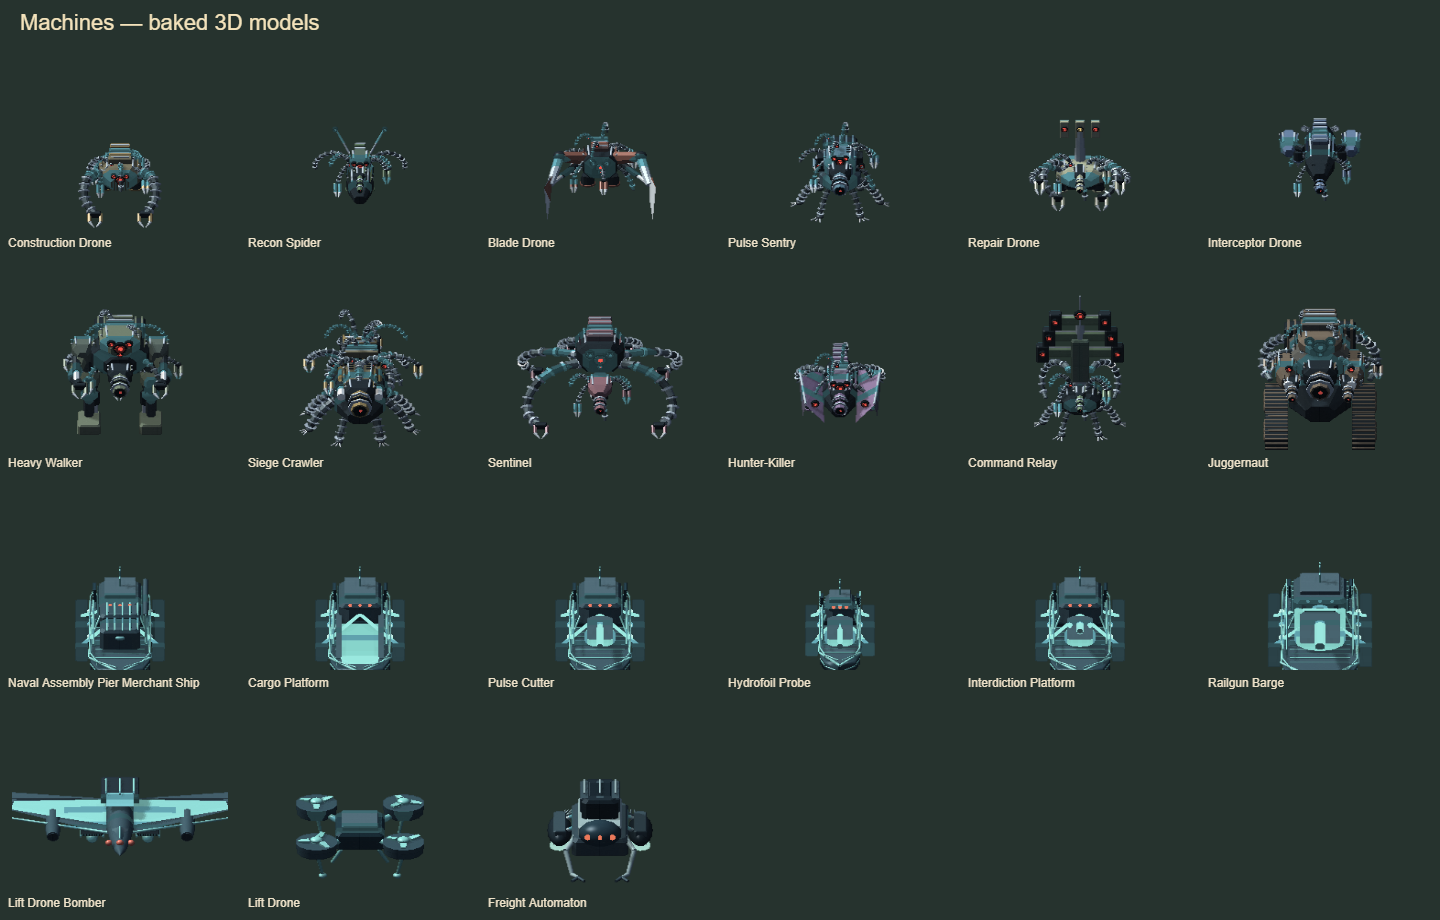 Machines — baked 3D models
Construction Drone
Recon Spider
Blade Drone
Pulse Sentry
Repair Drone
Interceptor Drone
Heavy Walker
Siege Crawler
Sentinel
Hunter-Killer
Command Relay
Juggernaut
Naval Assembly Pier Merchant Ship
Cargo Platform
Pulse Cutter
Hydrofoil Probe
Interdiction Platform
Railgun Barge
Lift Drone Bomber
Lift Drone
Freight Automaton